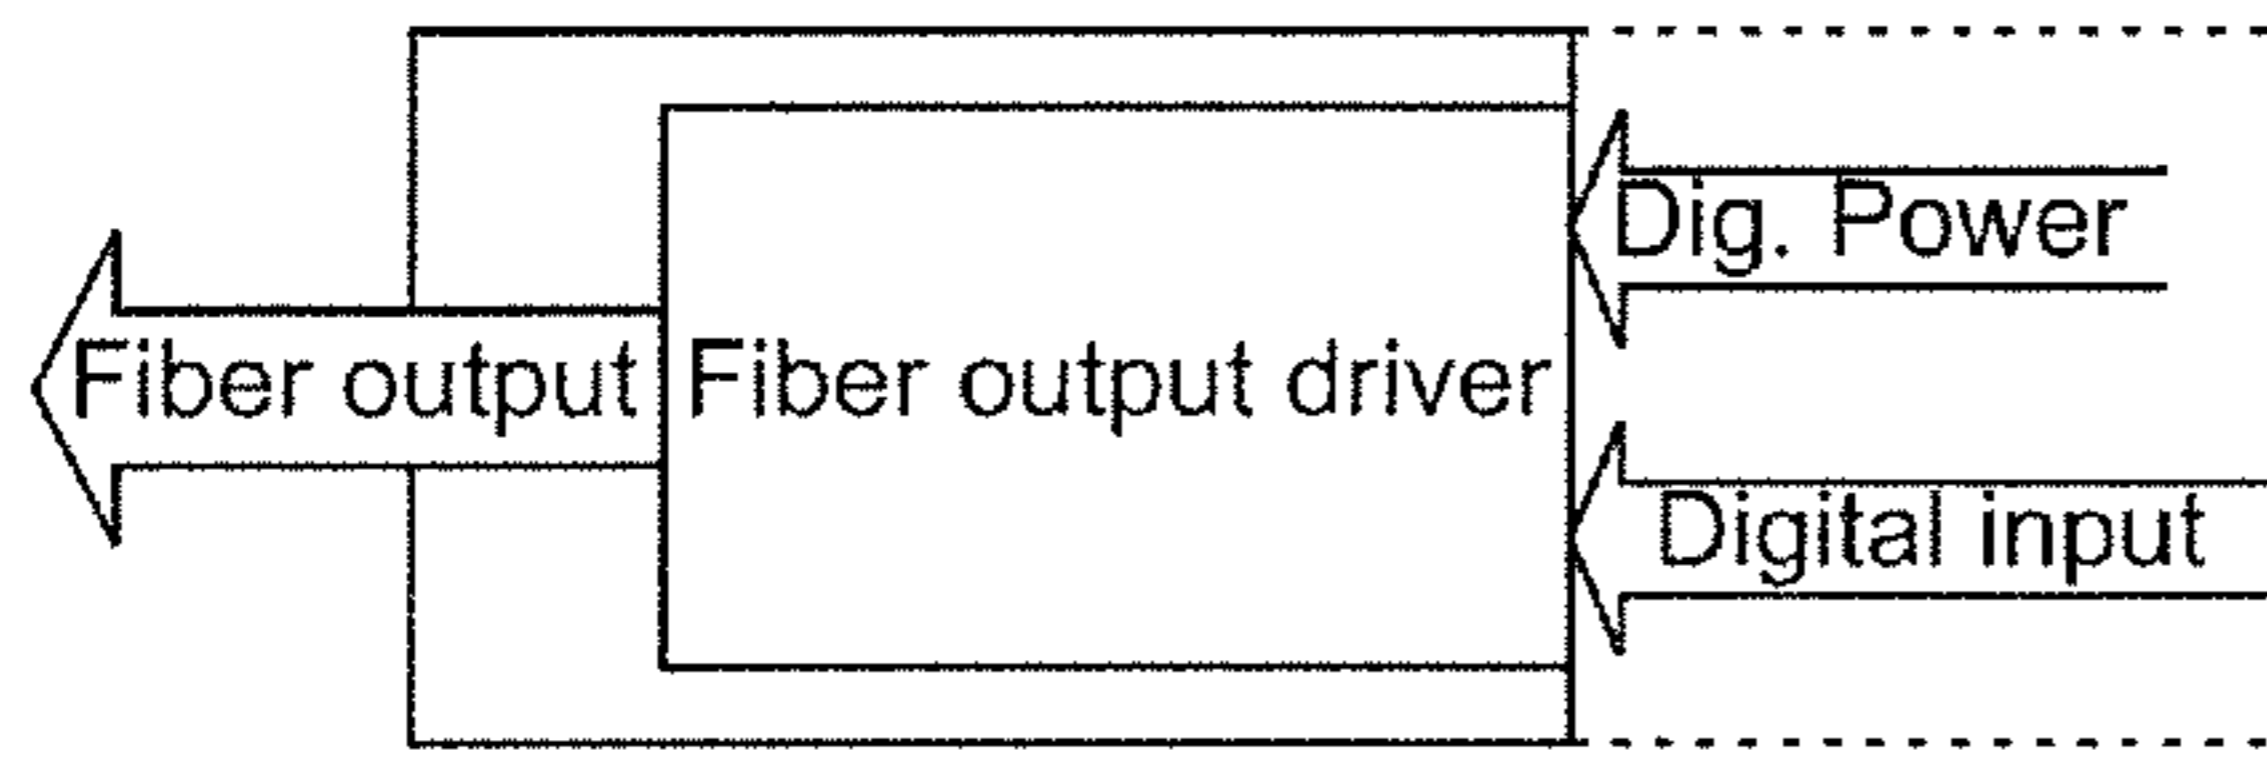 Dig. Power
Fiber output
Fiber output driver
Digital input